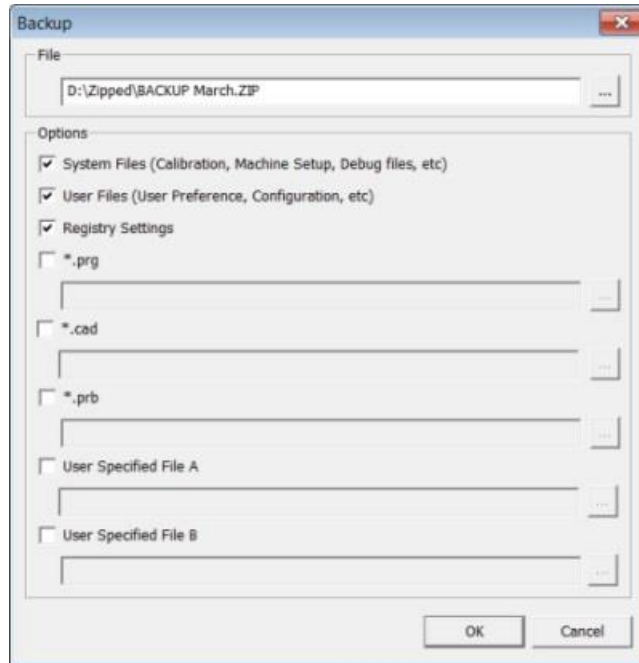 Backup
File
D:\Zipped\BACKUP March.ZIP
...
Options
System Files (Calibration, Machine Setup, Debug files, etc)
User Files (User Preference, Configuration, etc)
Registry Settings
*.prg
...
*.cad
...
*.prb
...
User Specified File A
...
User Specified File B
...
OK Cancel